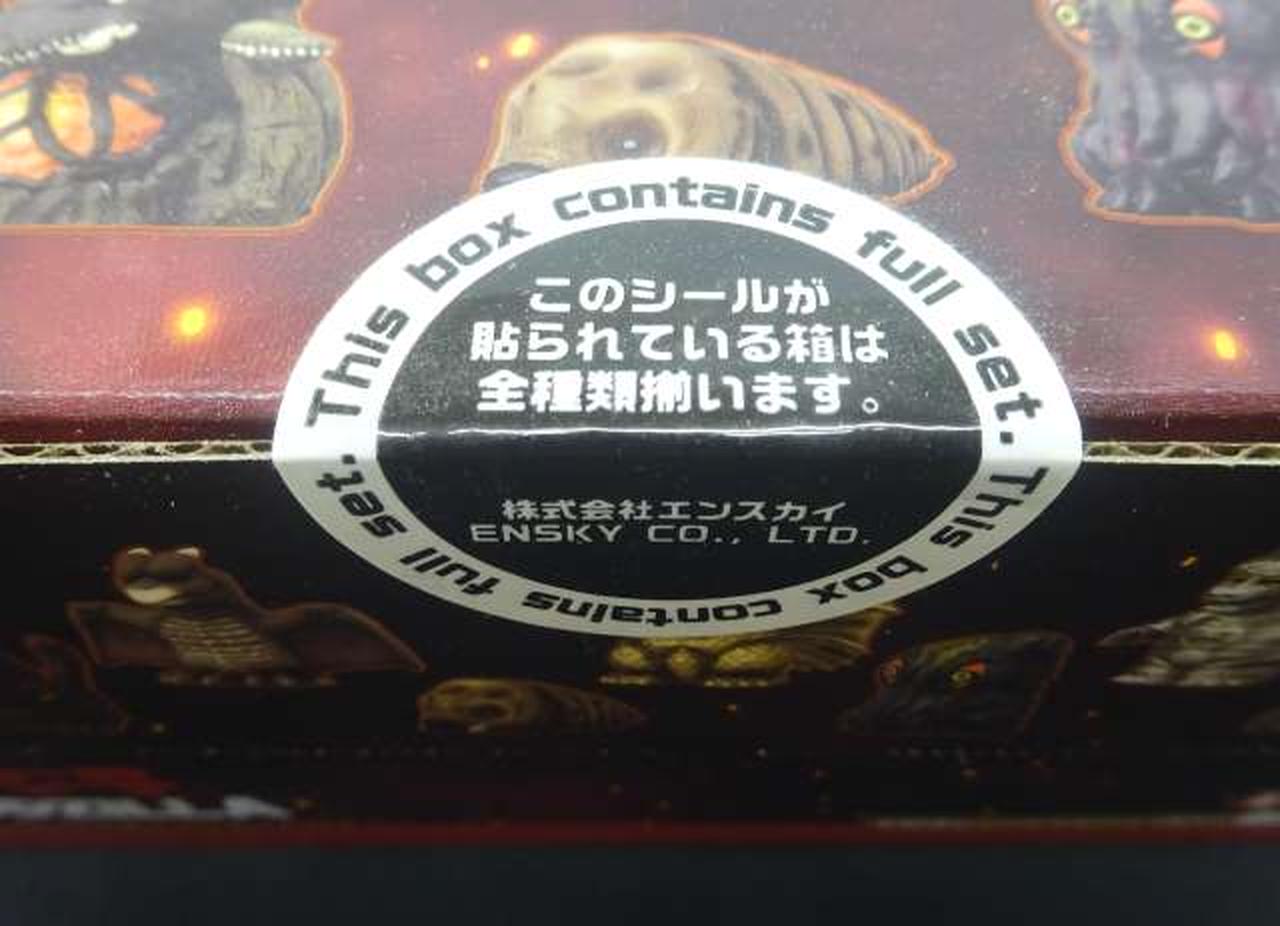 This box contains full set.
このシールが
貼られている箱は
全種類揃います。
株式会社エンスカイ
ENSKY CO., LTD.
This box contains full set.